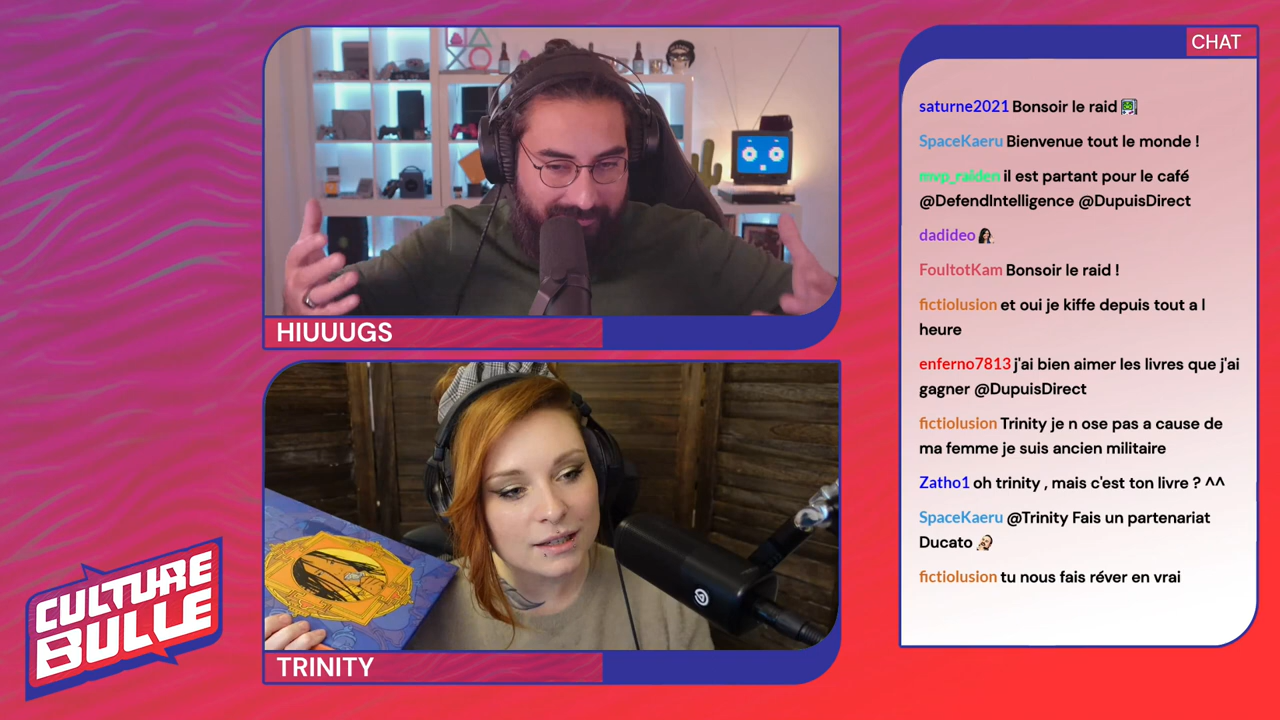 CHAT
saturne2021 Bonsoir le raid
SpaceKaeru Bienvenue tout le monde !
mvp_raiden il est partant pour le café
@DefendIntelligence @DupuisDirect
dadideo
FoultotKam Bonsoir le raid !
fictiolusion et oui je kiffe depuis tout a l
heure
enferno7813 j'ai bien aimer les livres que j'ai
gagner @DupuisDirect
fictiolusion Trinity je n ose pas a cause de
ma femme je suis ancien militaire
Zatho1 oh trinity , mais c'est ton livre ? ^^
SpaceKaeru @Trinity Fais un partenariat
Ducato
fictiolusion tu nous fais réver en vrai
HIUUUGS
TRINITY
CULTURE
BULLE